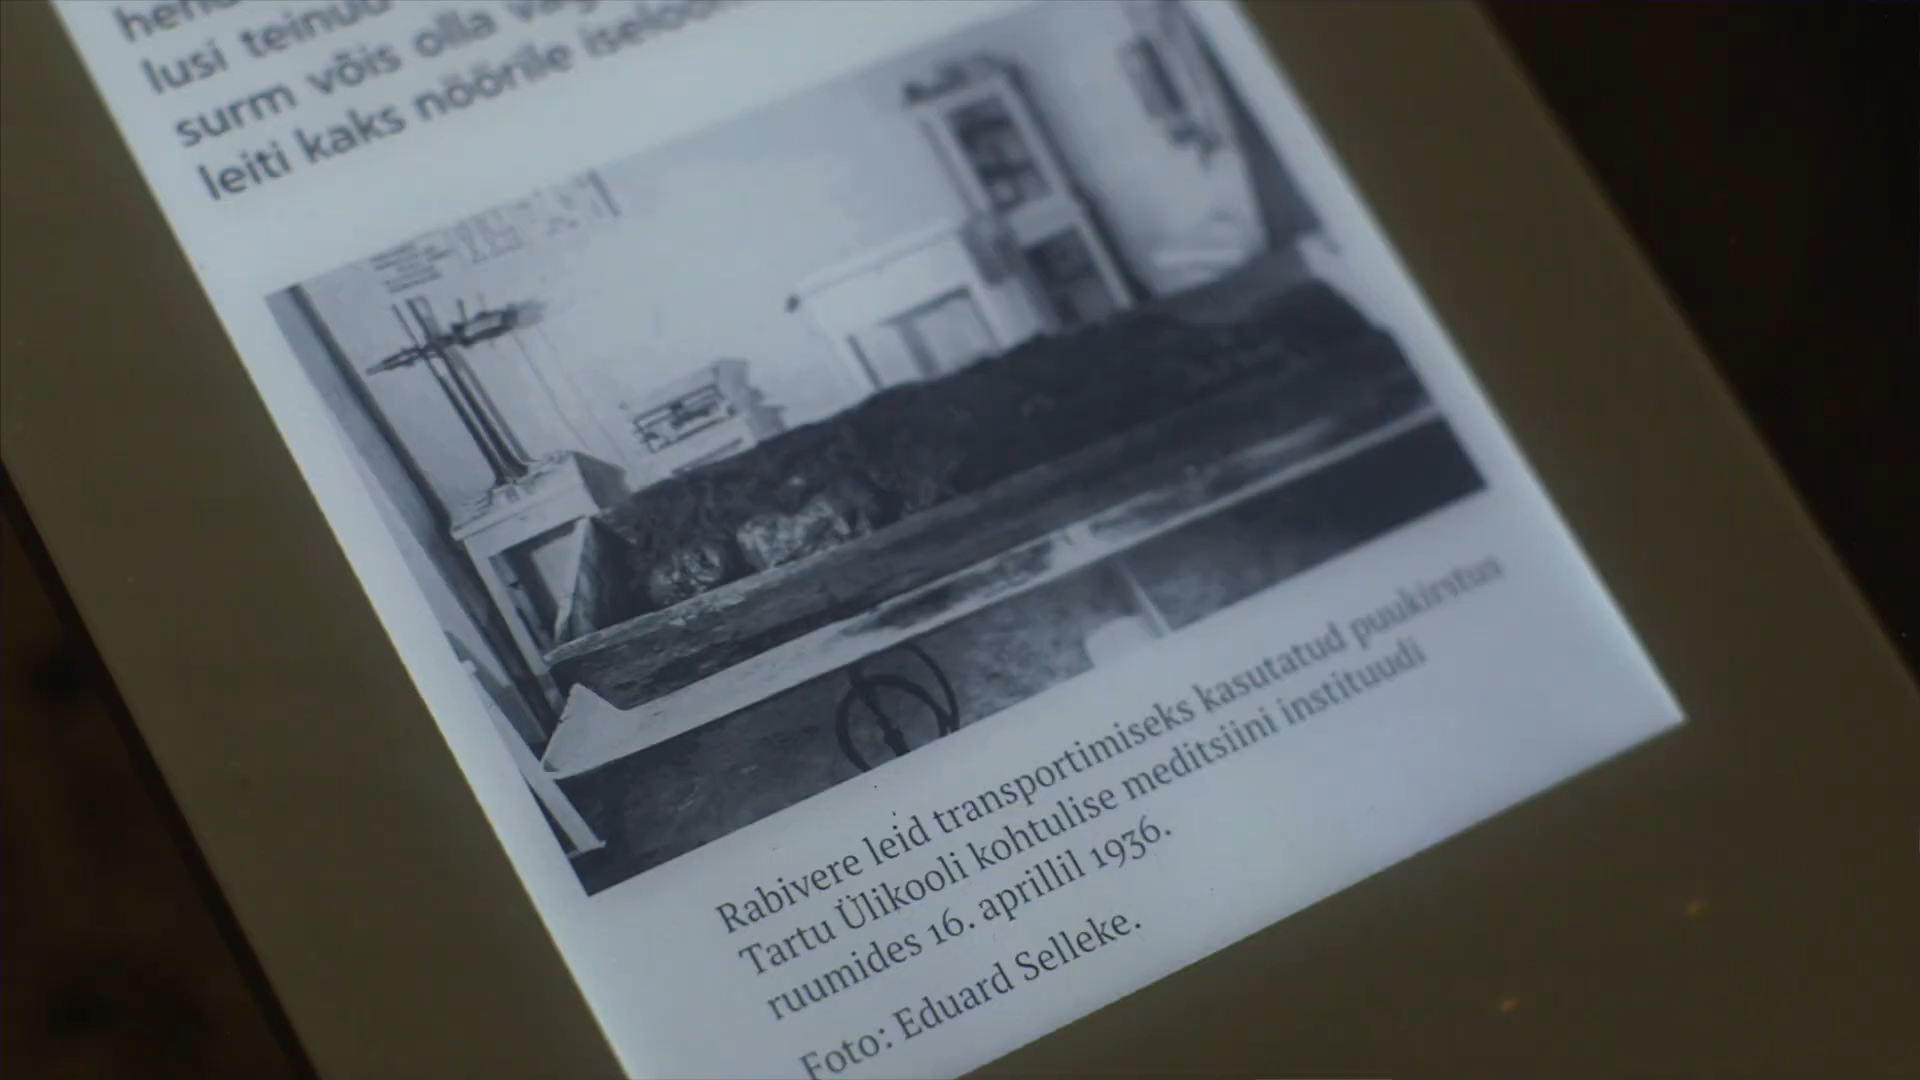 lusi teinud
surm võis olla
leiti kaks nöörile
Rabivere leid transportimiseks kasutatud puukirstus
Tartu Ülikooli kohtulise meditsiini instituudi
ruumides 16. aprillil 1936.
Foto: Eduard Selleke.